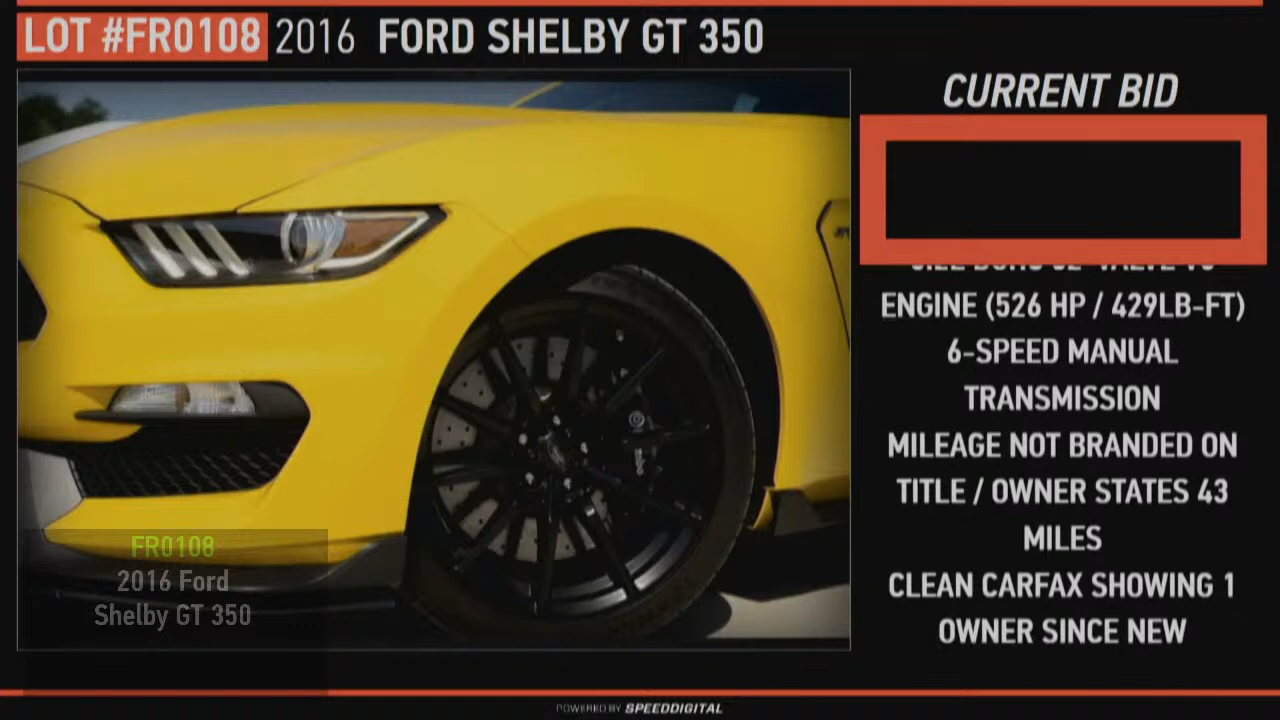 LOT #FR0108 2016 FORD SHELBY GT 350
CURRENT BID
ENGINE (526 HP / 429LB-FT)
6-SPEED MANUAL
TRANSMISSION
MILEAGE NOT BRANDED ON
TITLE / OWNER STATES 43
MILES
CLEAN CARFAX SHOWING 1
OWNER SINCE NEW
FR0108
2016 Ford
Shelby GT 350
POWERED BY SPEEDDIGITAL